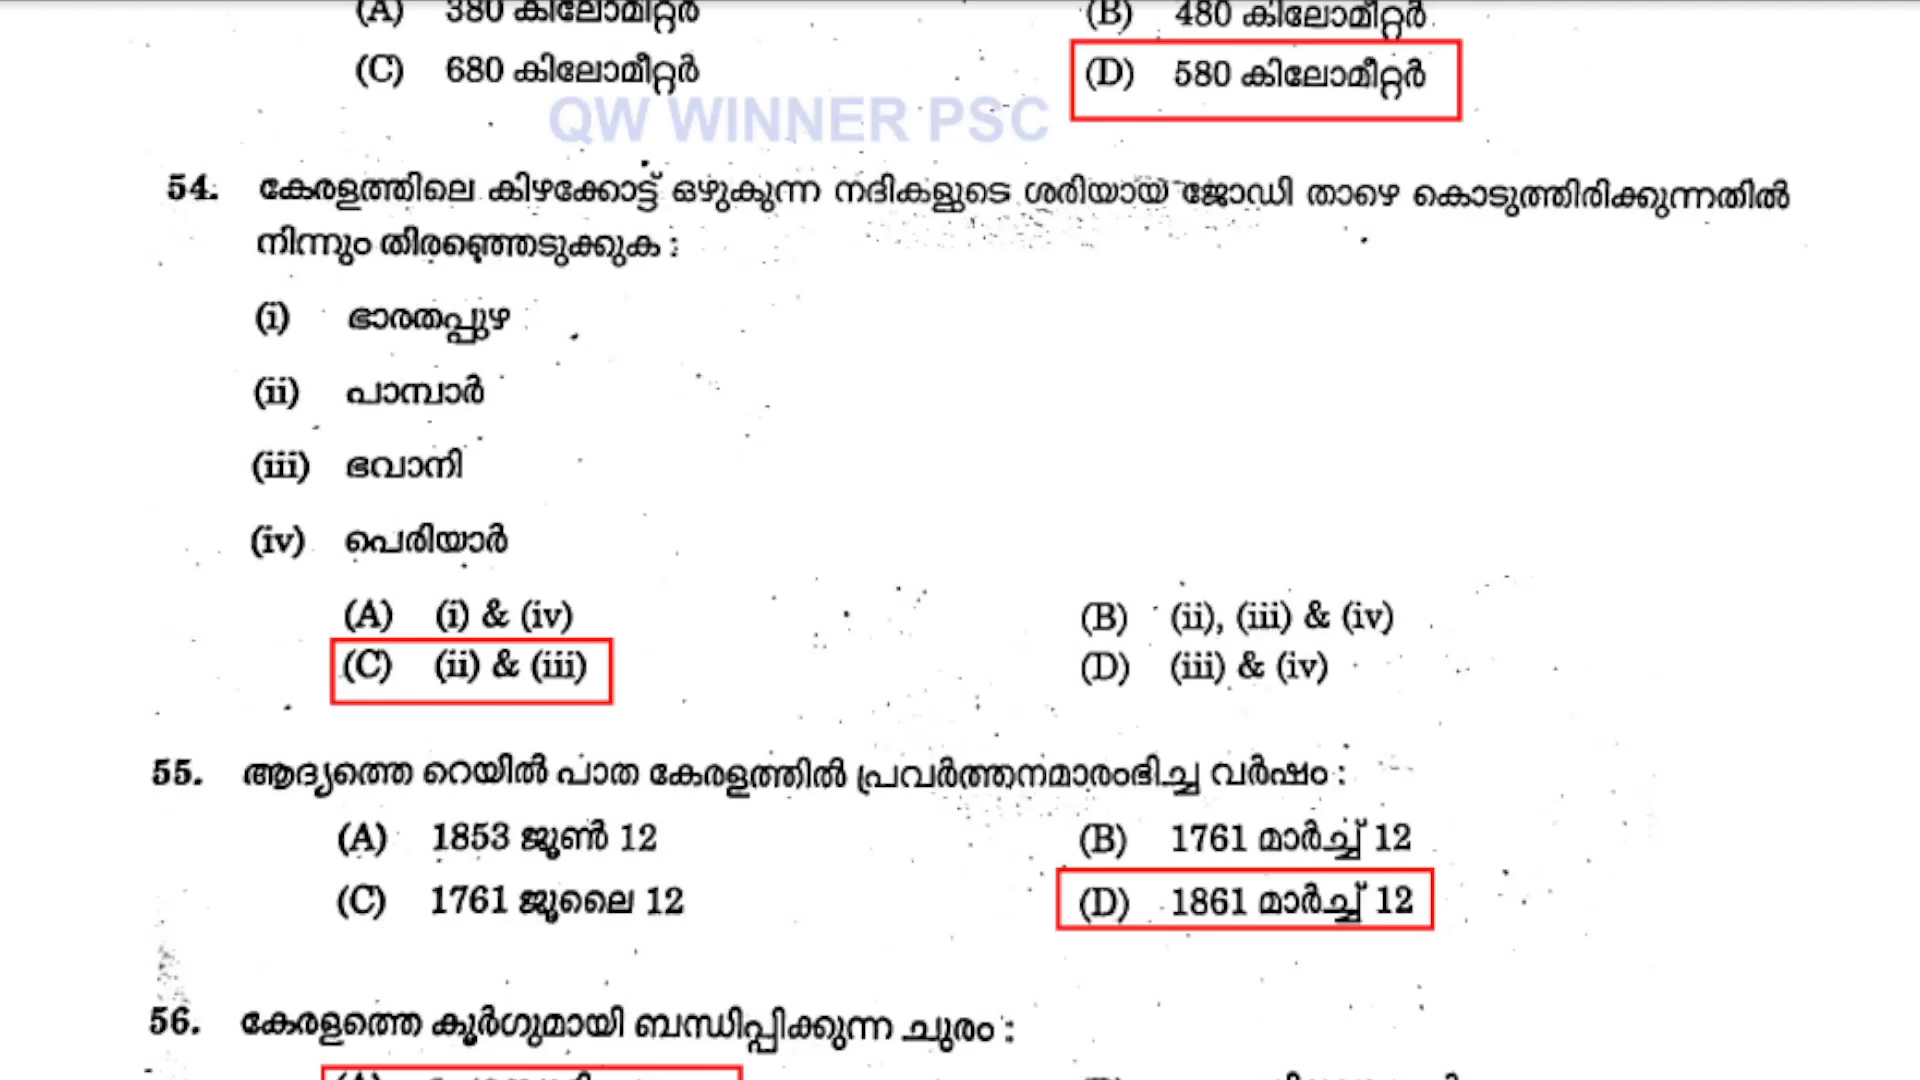 (A) 380 കിലോമീറ്റർ (B) 480 കിലോമീറ്റർ
(C) 680 കിലോമീറ്റർ (D) 580 കിലോമീറ്റർ
QW WINNER PSC
54. കേരളത്തിലെ കിഴക്കോട്ട് ഒഴുകുന്ന നദികളുടെ ശരിയായ ജോഡി താഴെ കൊടുത്തിരിക്കുന്നതിൽ
നിന്നും തിരഞ്ഞെടുക്കുക :
(i) ഭാരതപ്പുഴ
(ii) പാമ്പാർ
(iii) ഭവാനി
(iv) പെരിയാർ
(A) (i) & (iv) (B) (ii), (iii) & (iv)
(C) (ii) & (iii) (D) (iii) & (iv)
55. ആദ്യത്തെ റെയിൽ പാത കേരളത്തിൽ പ്രവർത്തനമാരംഭിച്ച വർഷം :
(A) 1853 ജൂൺ 12 (B) 1761 മാർച്ച് 12
(C) 1761 ജൂലൈ 12 (D) 1861 മാർച്ച് 12
56. കേരളത്തെ കൂർഗുമായി ബന്ധിപ്പിക്കുന്ന ചുരം :